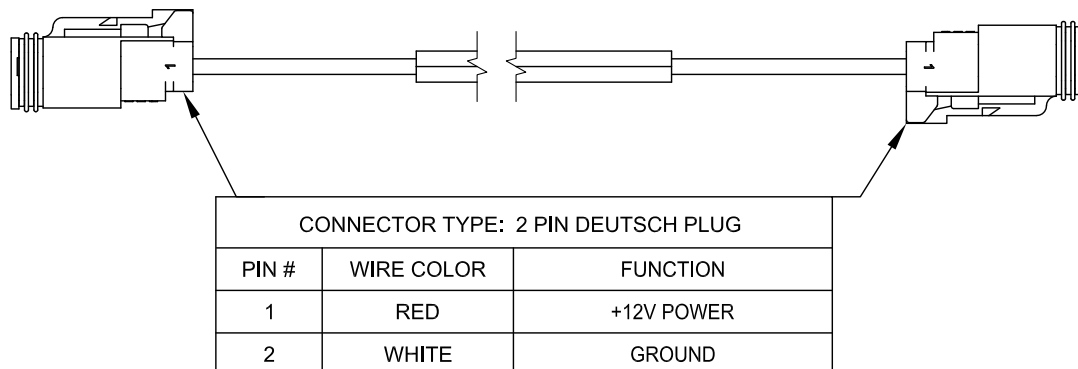 1
1
CONNECTOR TYPE: 2 PIN DEUTSCH PLUG
PIN # WIRE COLOR FUNCTION
1 RED +12V POWER
2 WHITE GROUND